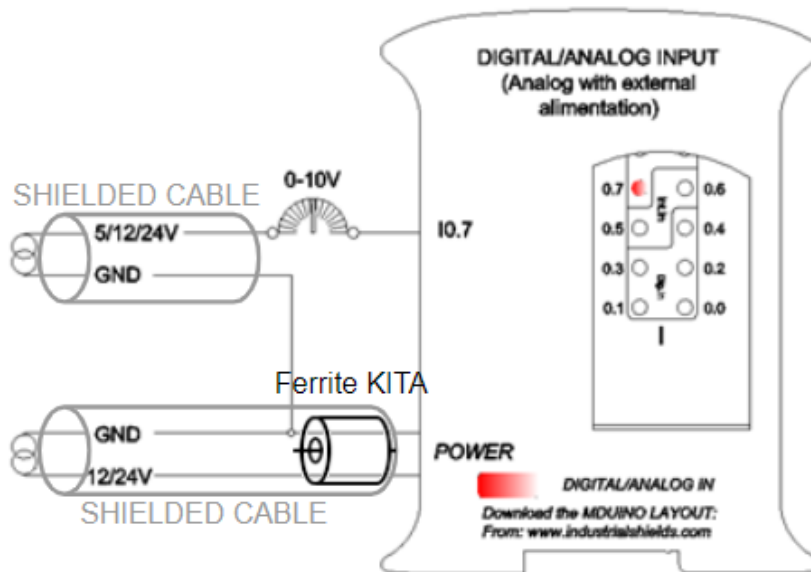 DIGITAL/ANALOG INPUT
(Analog with external
alimentation)
SHIELDED CABLE
0-10V
5/12/24V
I0.7
GND
0.7
0.6
0.5
0.4
0.3
0.2
0.1
0.0
I
Ferrite KITA
GND
POWER
12/24V
DIGITAL/ANALOG IN
SHIELDED CABLE
Download the MDUINO LAYOUT:
From: www.industrialshields.com